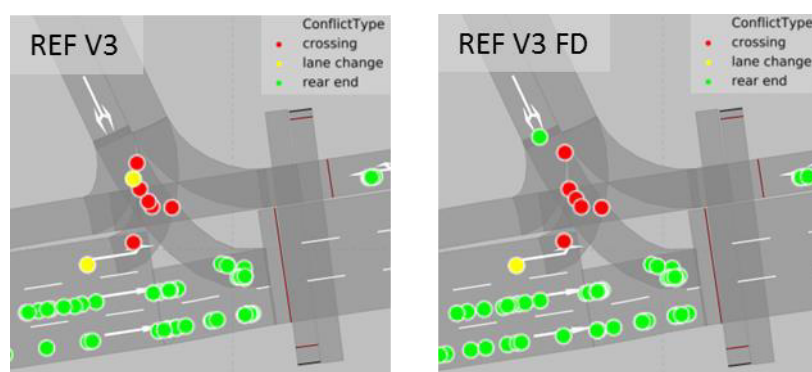 REF V3
ConflictType
crossing
lane change
rear end
REF V3 FD
ConflictType
crossing
lane change
rear end